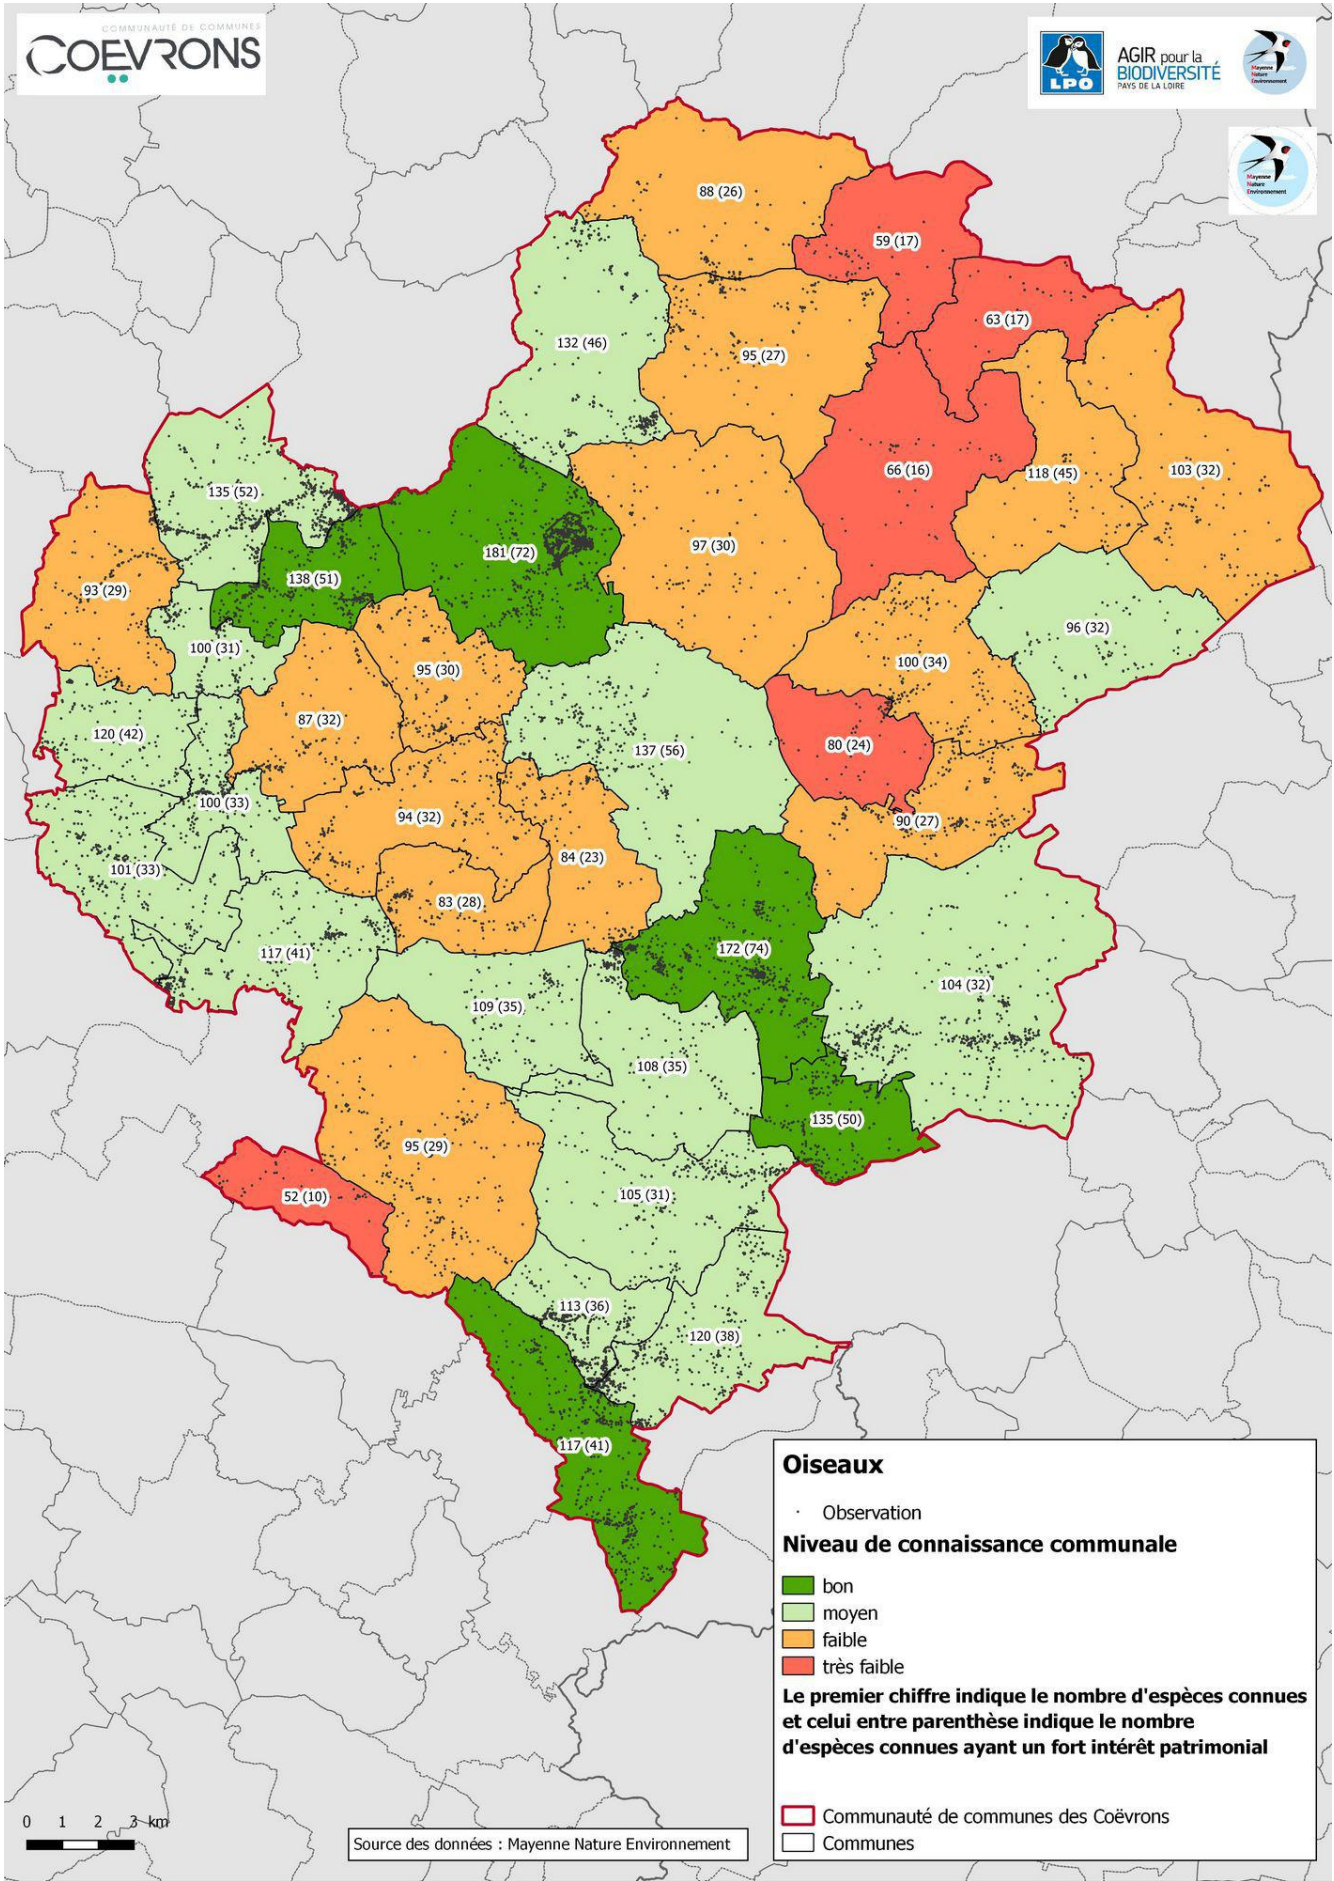 COMMUNAUTÉ DE COMMUNES
COEVRONS
LPO
AGIR pour la
BIODIVERSITÉ
PAYS DE LA LOIRE
Mayenne
Nature
Environnement
Mayenne
Nature
Environnement
88 (26)
59 (17)
63 (17)
132 (46)
95 (27)
66 (16)
118 (45)
103 (32)
135 (52)
181 (72)
97 (30)
138 (51)
93 (29)
96 (32)
100 (31)
95 (30)
100 (34)
87 (32)
120 (42)
137 (56)
80 (24)
100 (33)
94 (32)
90 (27)
84 (23)
101 (33)
83 (28)
172 (74)
117 (41)
104 (32)
109 (35)
108 (35)
135 (50)
95 (29)
52 (10)
105 (31)
113 (36)
120 (38)
117 (41)
Oiseaux
Observation
Niveau de connaissance communale
bon
moyen
faible
très faible
Le premier chiffre indique le nombre d'espèces connues
et celui entre parenthèse indique le nombre
d'espèces connues ayant un fort intérêt patrimonial
Communauté de communes des Coëvrons
Communes
0 1 2 3 km
Source des données : Mayenne Nature Environnement